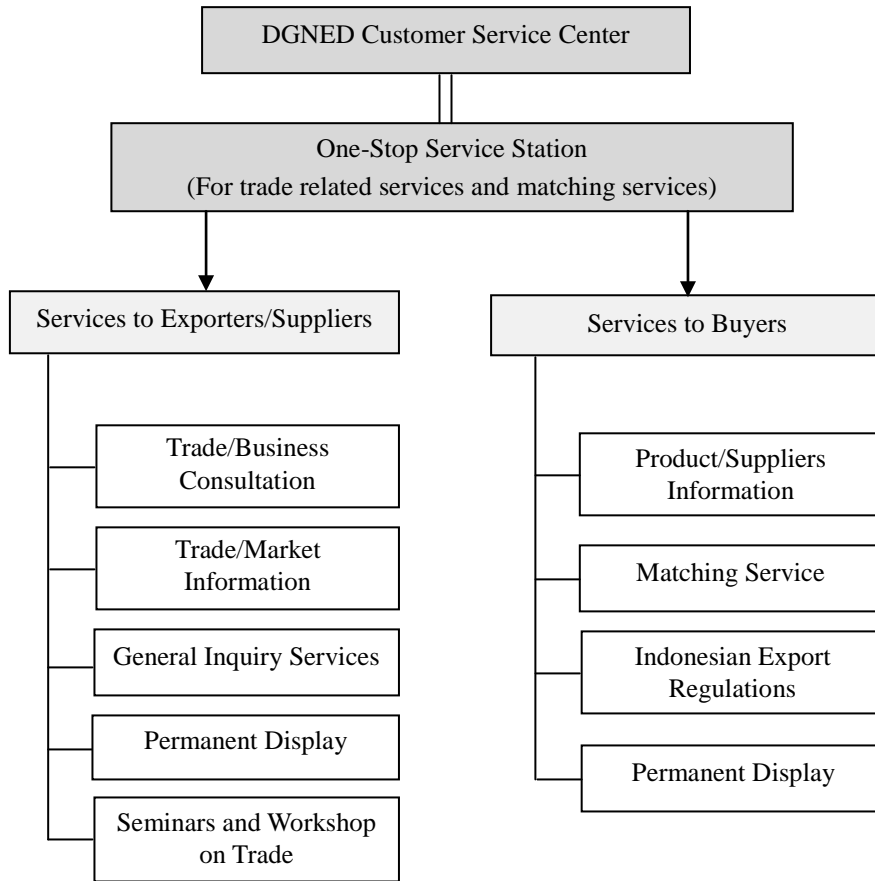 DGNED Customer Service Center
One-Stop Service Station
(For trade related services and matching services)
Services to Exporters/Suppliers
Trade/Business
Consultation
Trade/Market
Information
General Inquiry Services
Permanent Display
Seminars and Workshop
on Trade
Services to Buyers
Product/Suppliers
Information
Matching Service
Indonesian Export
Regulations
Permanent Display